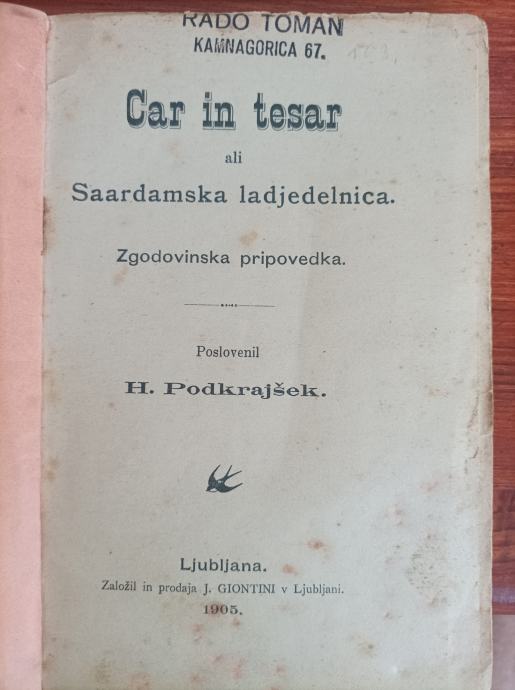 RADO TOMAN
KAMNAGORICA 67.
Car in tesar
ali
Saardamska ladjedelnica.
Zgodovinska pripovedka.
Poslovenil
H. Podkrajšek.
Ljubljana.
Založil in prodaja J. GIONTINI v Ljubljani.
1905.